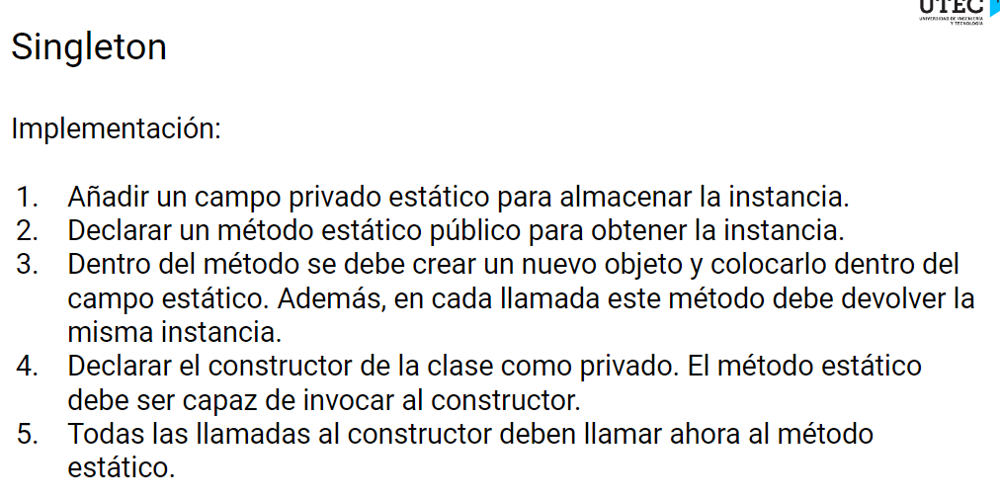 UTEC
UNIVERSIDAD DE INGENIERÍA
Y TECNOLOGÍA
Singleton
Implementación:
1. Añadir un campo privado estático para almacenar la instancia.
2. Declarar un método estático público para obtener la instancia.
3. Dentro del método se debe crear un nuevo objeto y colocarlo dentro del
campo estático. Además, en cada llamada este método debe devolver la
misma instancia.
4. Declarar el constructor de la clase como privado. El método estático
debe ser capaz de invocar al constructor.
5. Todas las llamadas al constructor deben llamar ahora al método
estático.